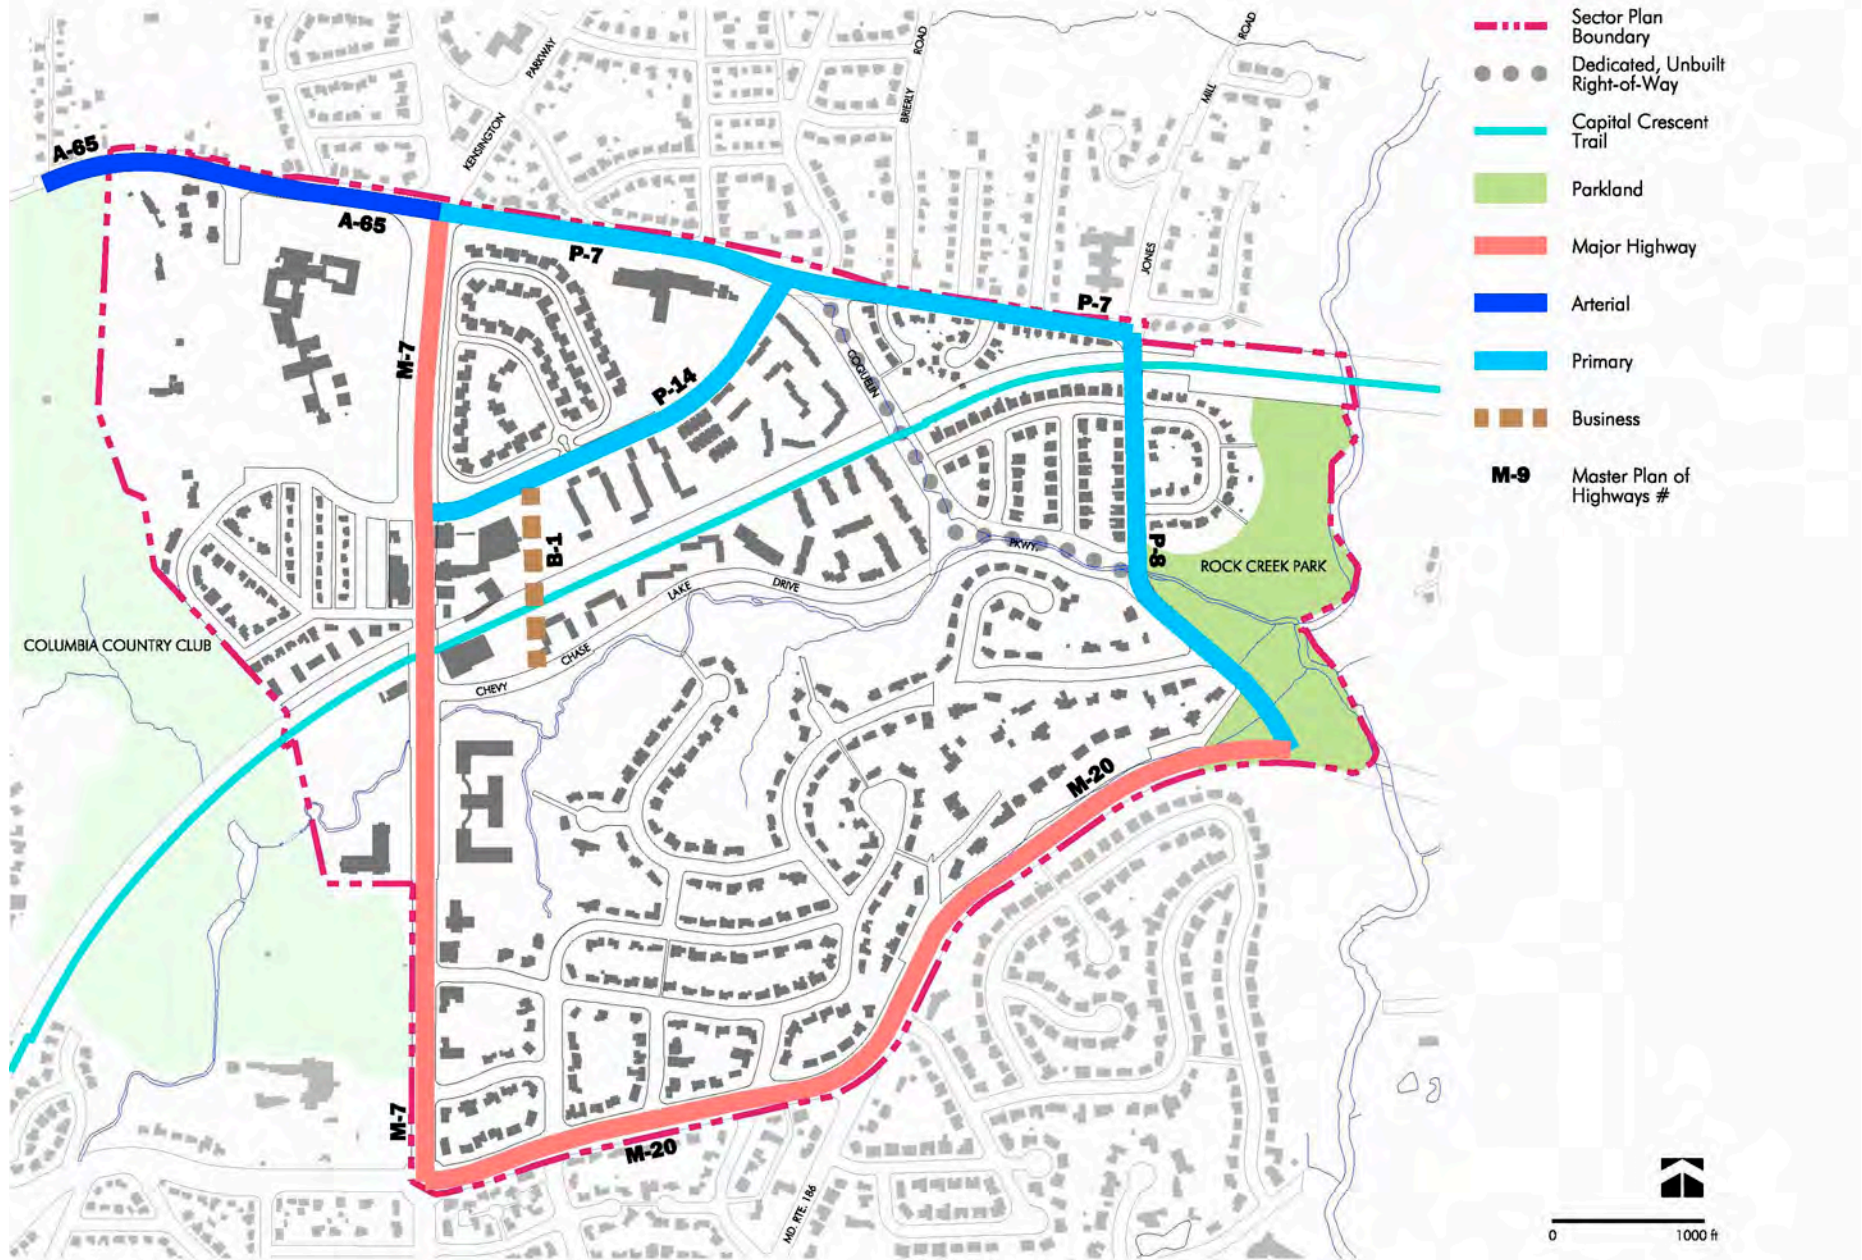 Sector Plan
Boundary
Dedicated, Unbuilt
Right-of-Way
Capital Crescent
Trail
Parkland
Major Highway
Arterial
Primary
Business
M-9
Master Plan of
Highways #
ROAD
ROAD
PARKWAY
KENSINGTON
BRIERLY
MILL
JONES
A-65
A-65
P-7
P-7
M-7
P-14
GOQUELIN
B-1
PKWY.
P-8
ROCK CREEK PARK
LAKE
DRIVE
CHASE
CHEVY
COLUMBIA COUNTRY CLUB
M-20
M-7
M-20
MD. RTE. 186
0
1000 ft